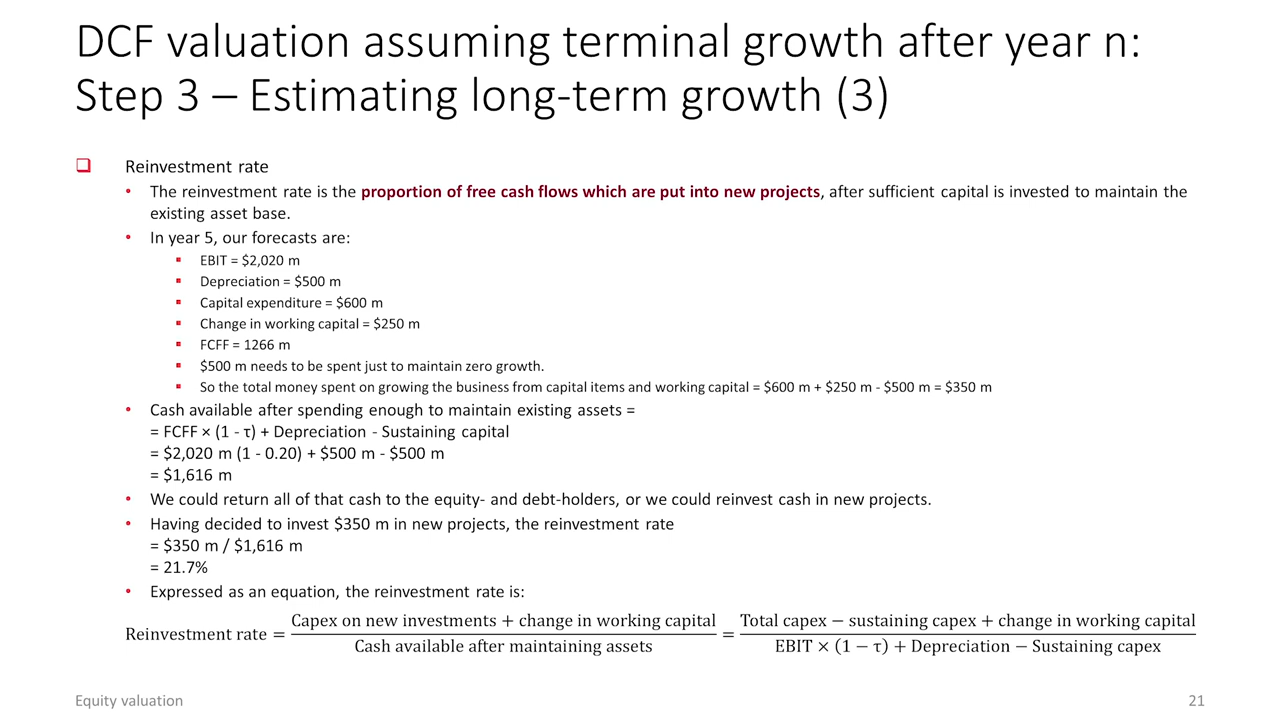 DCF valuation assuming terminal growth after year n:
Step 3 – Estimating long-term growth (3)
Reinvestment rate
The reinvestment rate is the proportion of free cash flows which are put into new projects, after sufficient capital is invested to maintain the
existing asset base.
In year 5, our forecasts are:
EBIT = $2,020 m
Depreciation = $500 m
Capital expenditure = $600 m
Change in working capital = $250 m
FCFF = 1266 m
$500 m needs to be spent just to maintain zero growth.
So the total money spent on growing the business from capital items and working capital = $600 m + $250 m - $500 m = $350 m
Cash available after spending enough to maintain existing assets =
= FCFF × (1 - τ) + Depreciation - Sustaining capital
= $2,020 m (1 - 0.20) + $500 m - $500 m
= $1,616 m
We could return all of that cash to the equity- and debt-holders, or we could reinvest cash in new projects.
Having decided to invest $350 m in new projects, the reinvestment rate
= $350 m / $1,616 m
= 21.7%
Expressed as an equation, the reinvestment rate is:
Capex on new investments + change in working capital Total capex − sustaining capex + change in working capital
Reinvestment rate = =
Cash available after maintaining assets EBIT × (1 − τ) + Depreciation − Sustaining capex
Equity valuation 21